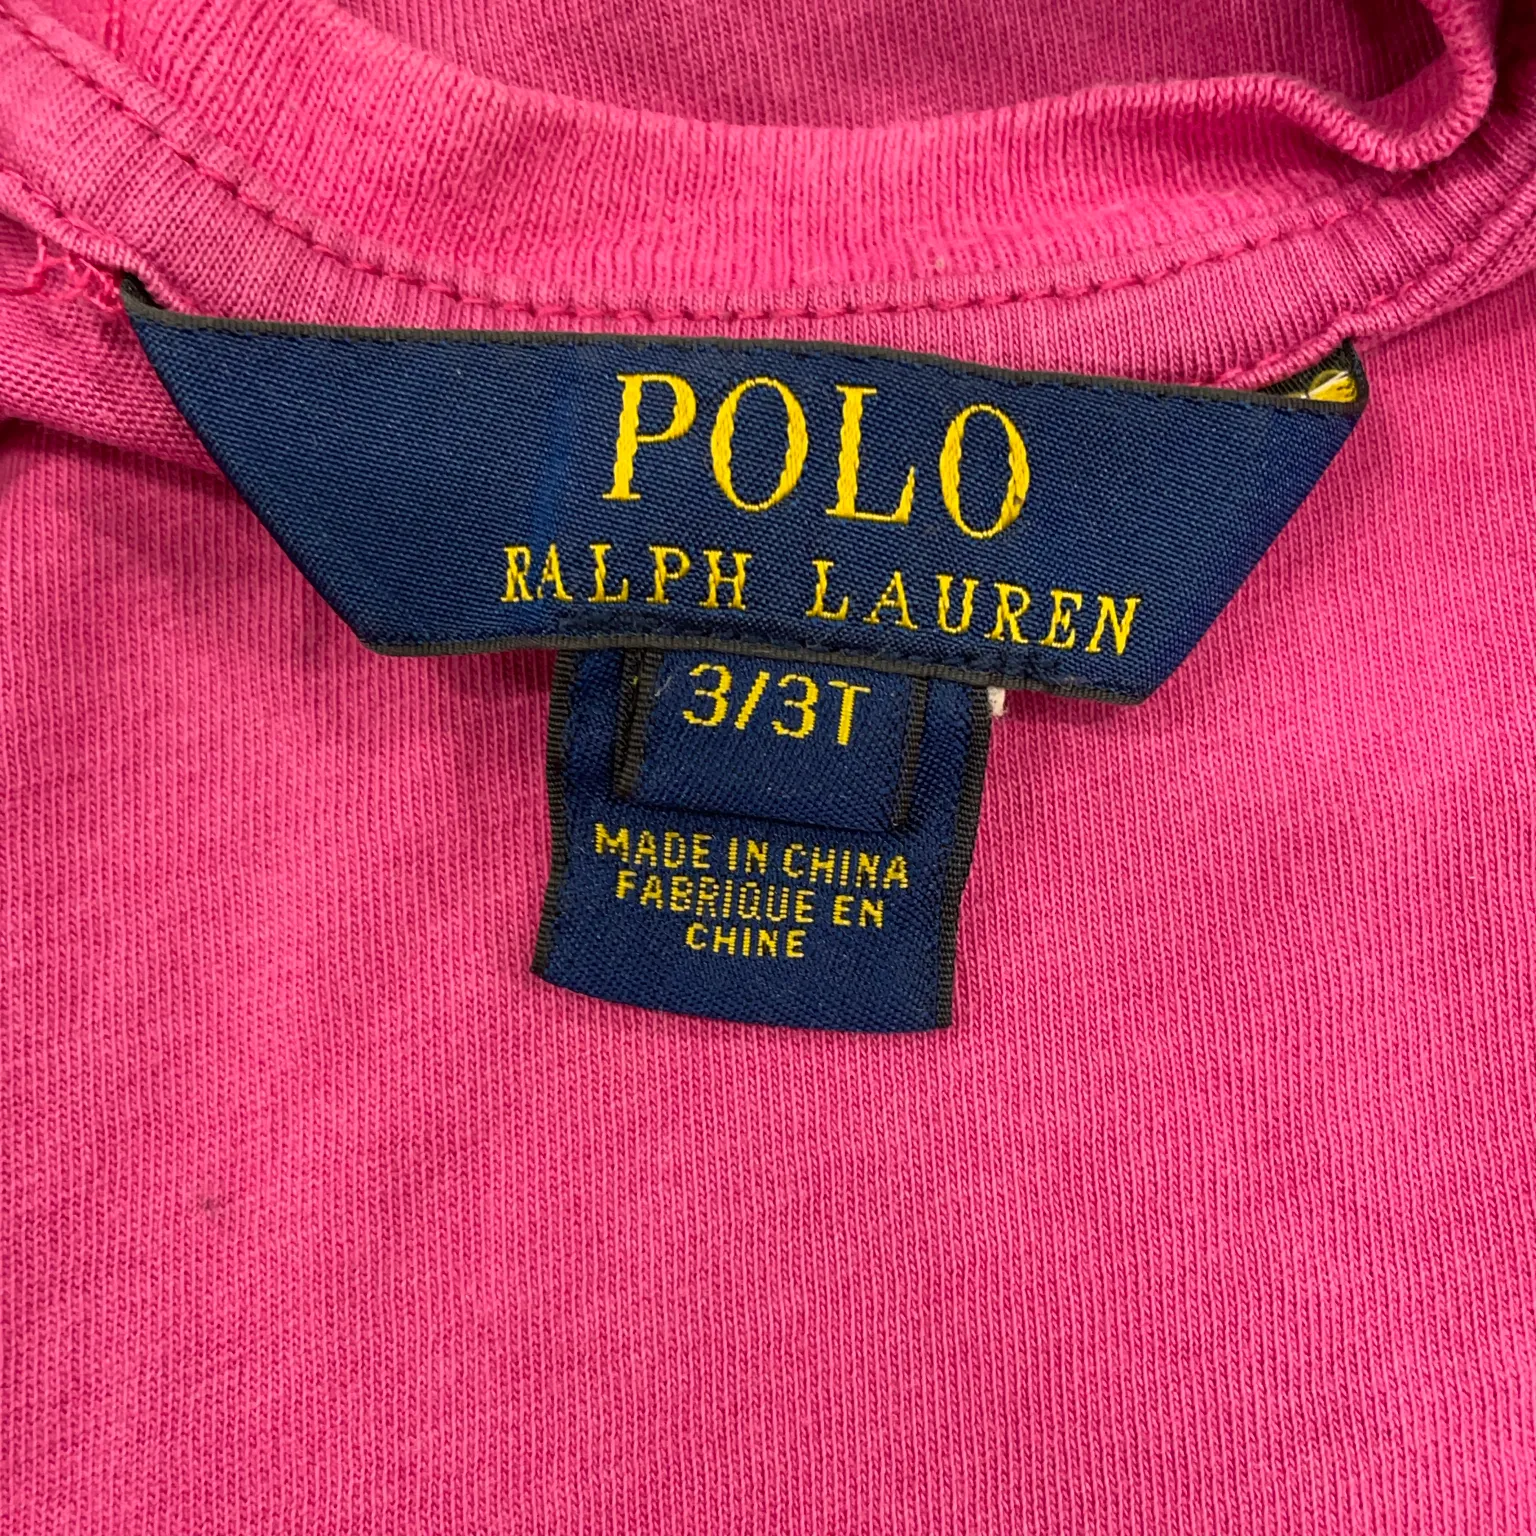 POLO
RALPH LAUREN
3/3T
MADE IN CHINA
FABRIQUE EN
CHINE